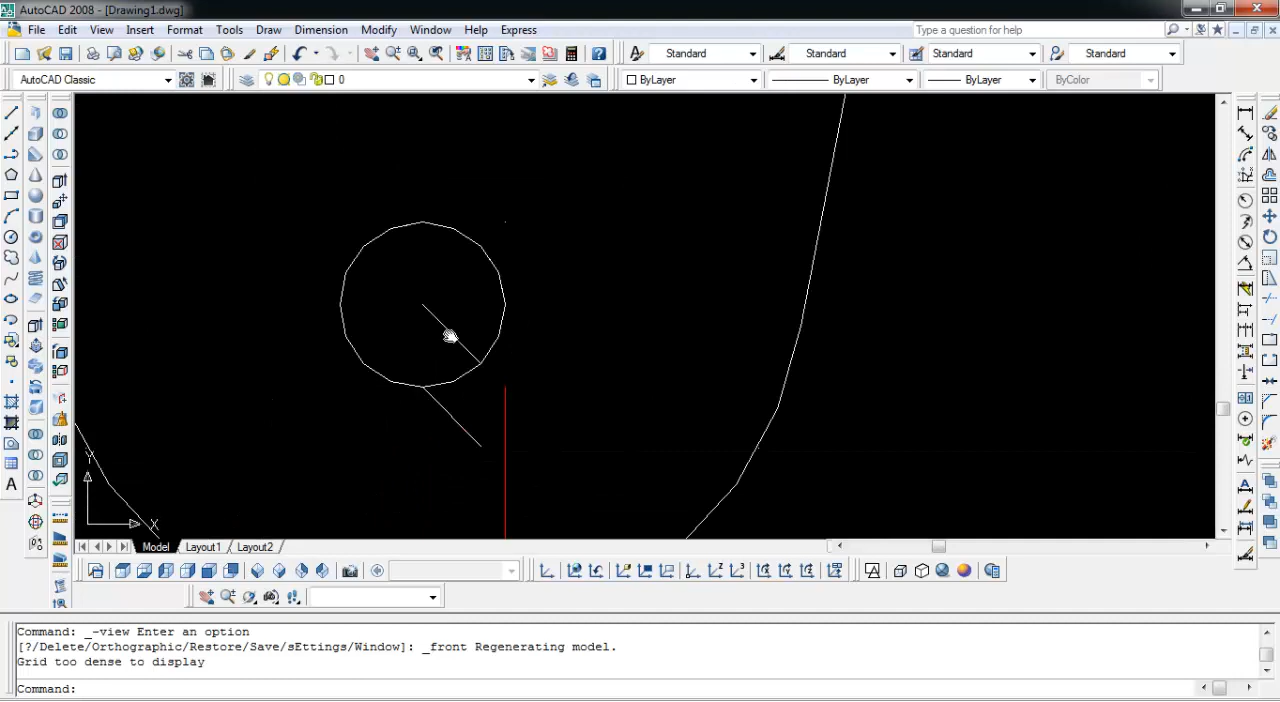 AutoCAD 2008 - [Drawing1.dwg]
File Edit View Insert Format Tools Draw Dimension Modify Window Help Express
Type a question for help
Standard Standard Standard Standard
AutoCAD Classic 0 ByLayer ByLayer ByLayer ByColor
A
Y
X
Model Layout1 Layout2
Command: _-view Enter an option
[?/Delete/Orthographic/Restore/Save/sEttings/Window]: _front Regenerating model.
Grid too dense to display
Command: